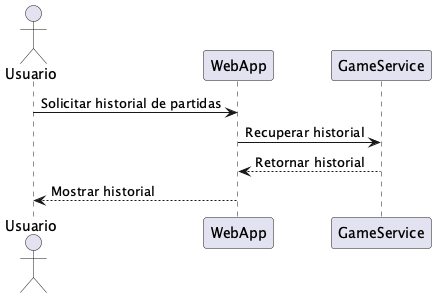 Usuario
WebApp
GameService
Solicitar historial de partidas
Recuperar historial
Retornar historial
Mostrar historial
Usuario
WebApp
GameService